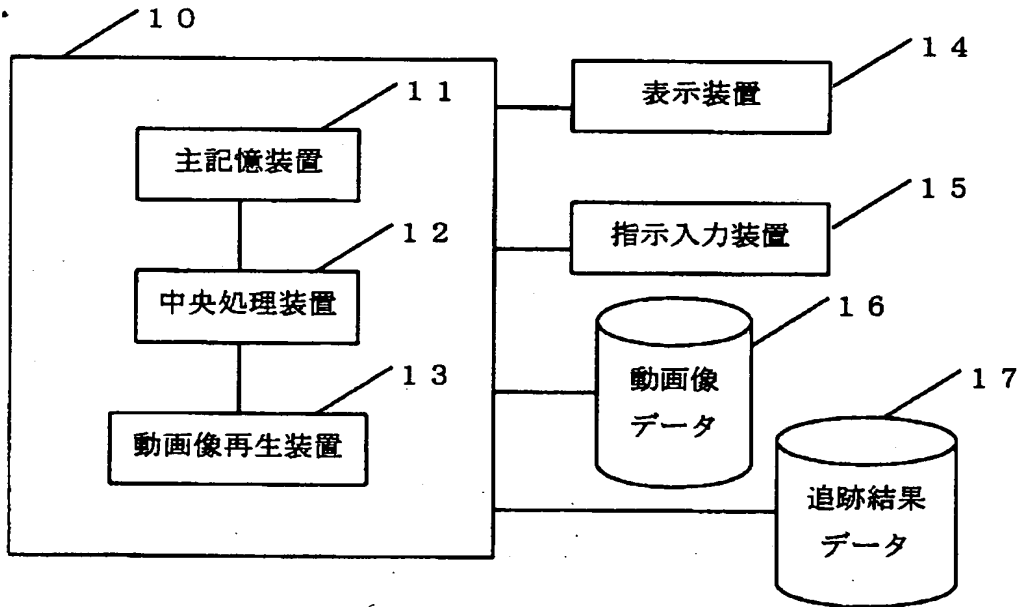 １０
１１
主記憶装置
１２
中央処理装置
１３
動画像再生装置
１４
表示装置
１５
指示入力装置
１６
動画像
データ
１７
追跡結果
データ